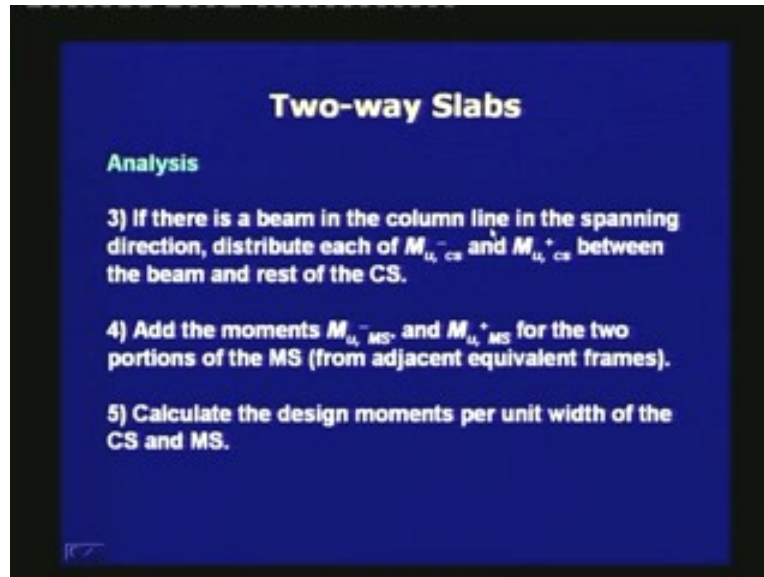 Two-way Slabs
Analysis
3) If there is a beam in the column line in the spanning
direction, distribute each of Mu,⁻cs and Mu,⁺cs between
the beam and rest of the CS.
4) Add the moments Mu,⁻MS. and Mu,⁺MS for the two
portions of the MS (from adjacent equivalent frames).
5) Calculate the design moments per unit width of the
CS and MS.